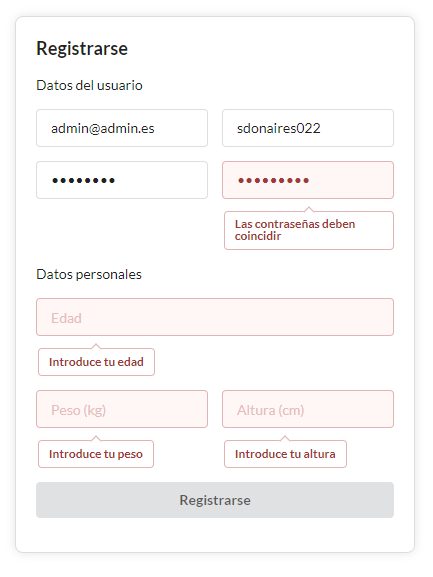 Registrarse
Datos del usuario
admin@admin.es
sdonaires022
••••••••
•••••••••
Las contraseñas deben
coincidir
Datos personales
Edad
Introduce tu edad
Peso (kg)
Altura (cm)
Introduce tu peso
Introduce tu altura
Registrarse